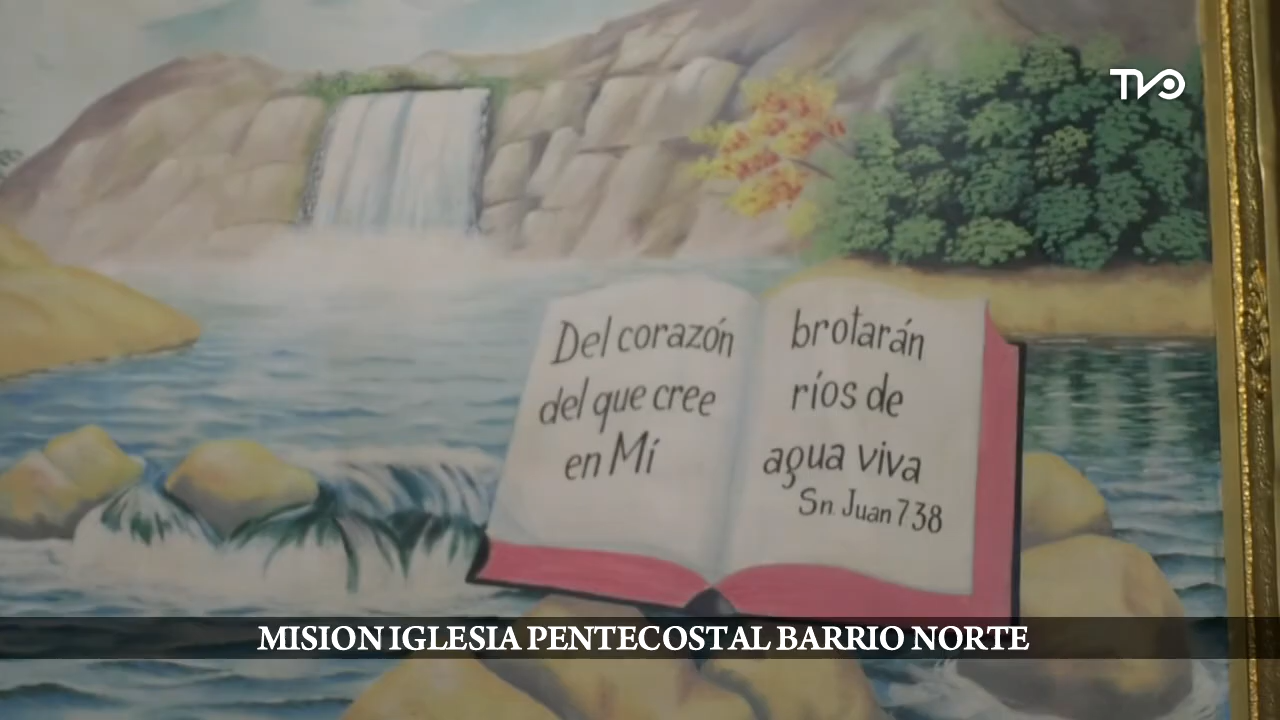 TVO
Del corazón
del que cree
en Mí
brotarán
ríos de
agua viva
Sn. Juan 7 38
MISION IGLESIA PENTECOSTAL BARRIO NORTE